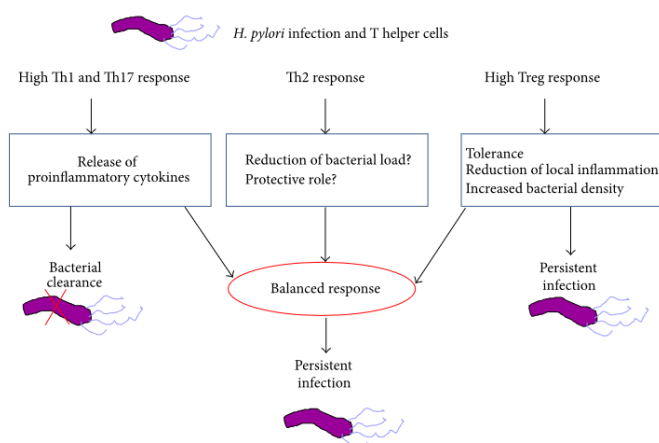 H. pylori infection and T helper cells
High Th1 and Th17 response
Th2 response
High Treg response
Release of
proinflammatory cytokines
Reduction of bacterial load?
Protective role?
Tolerance
Reduction of local inflammation
Increased bacterial density
Bacterial
clearance
Balanced response
Persistent
infection
Persistent
infection